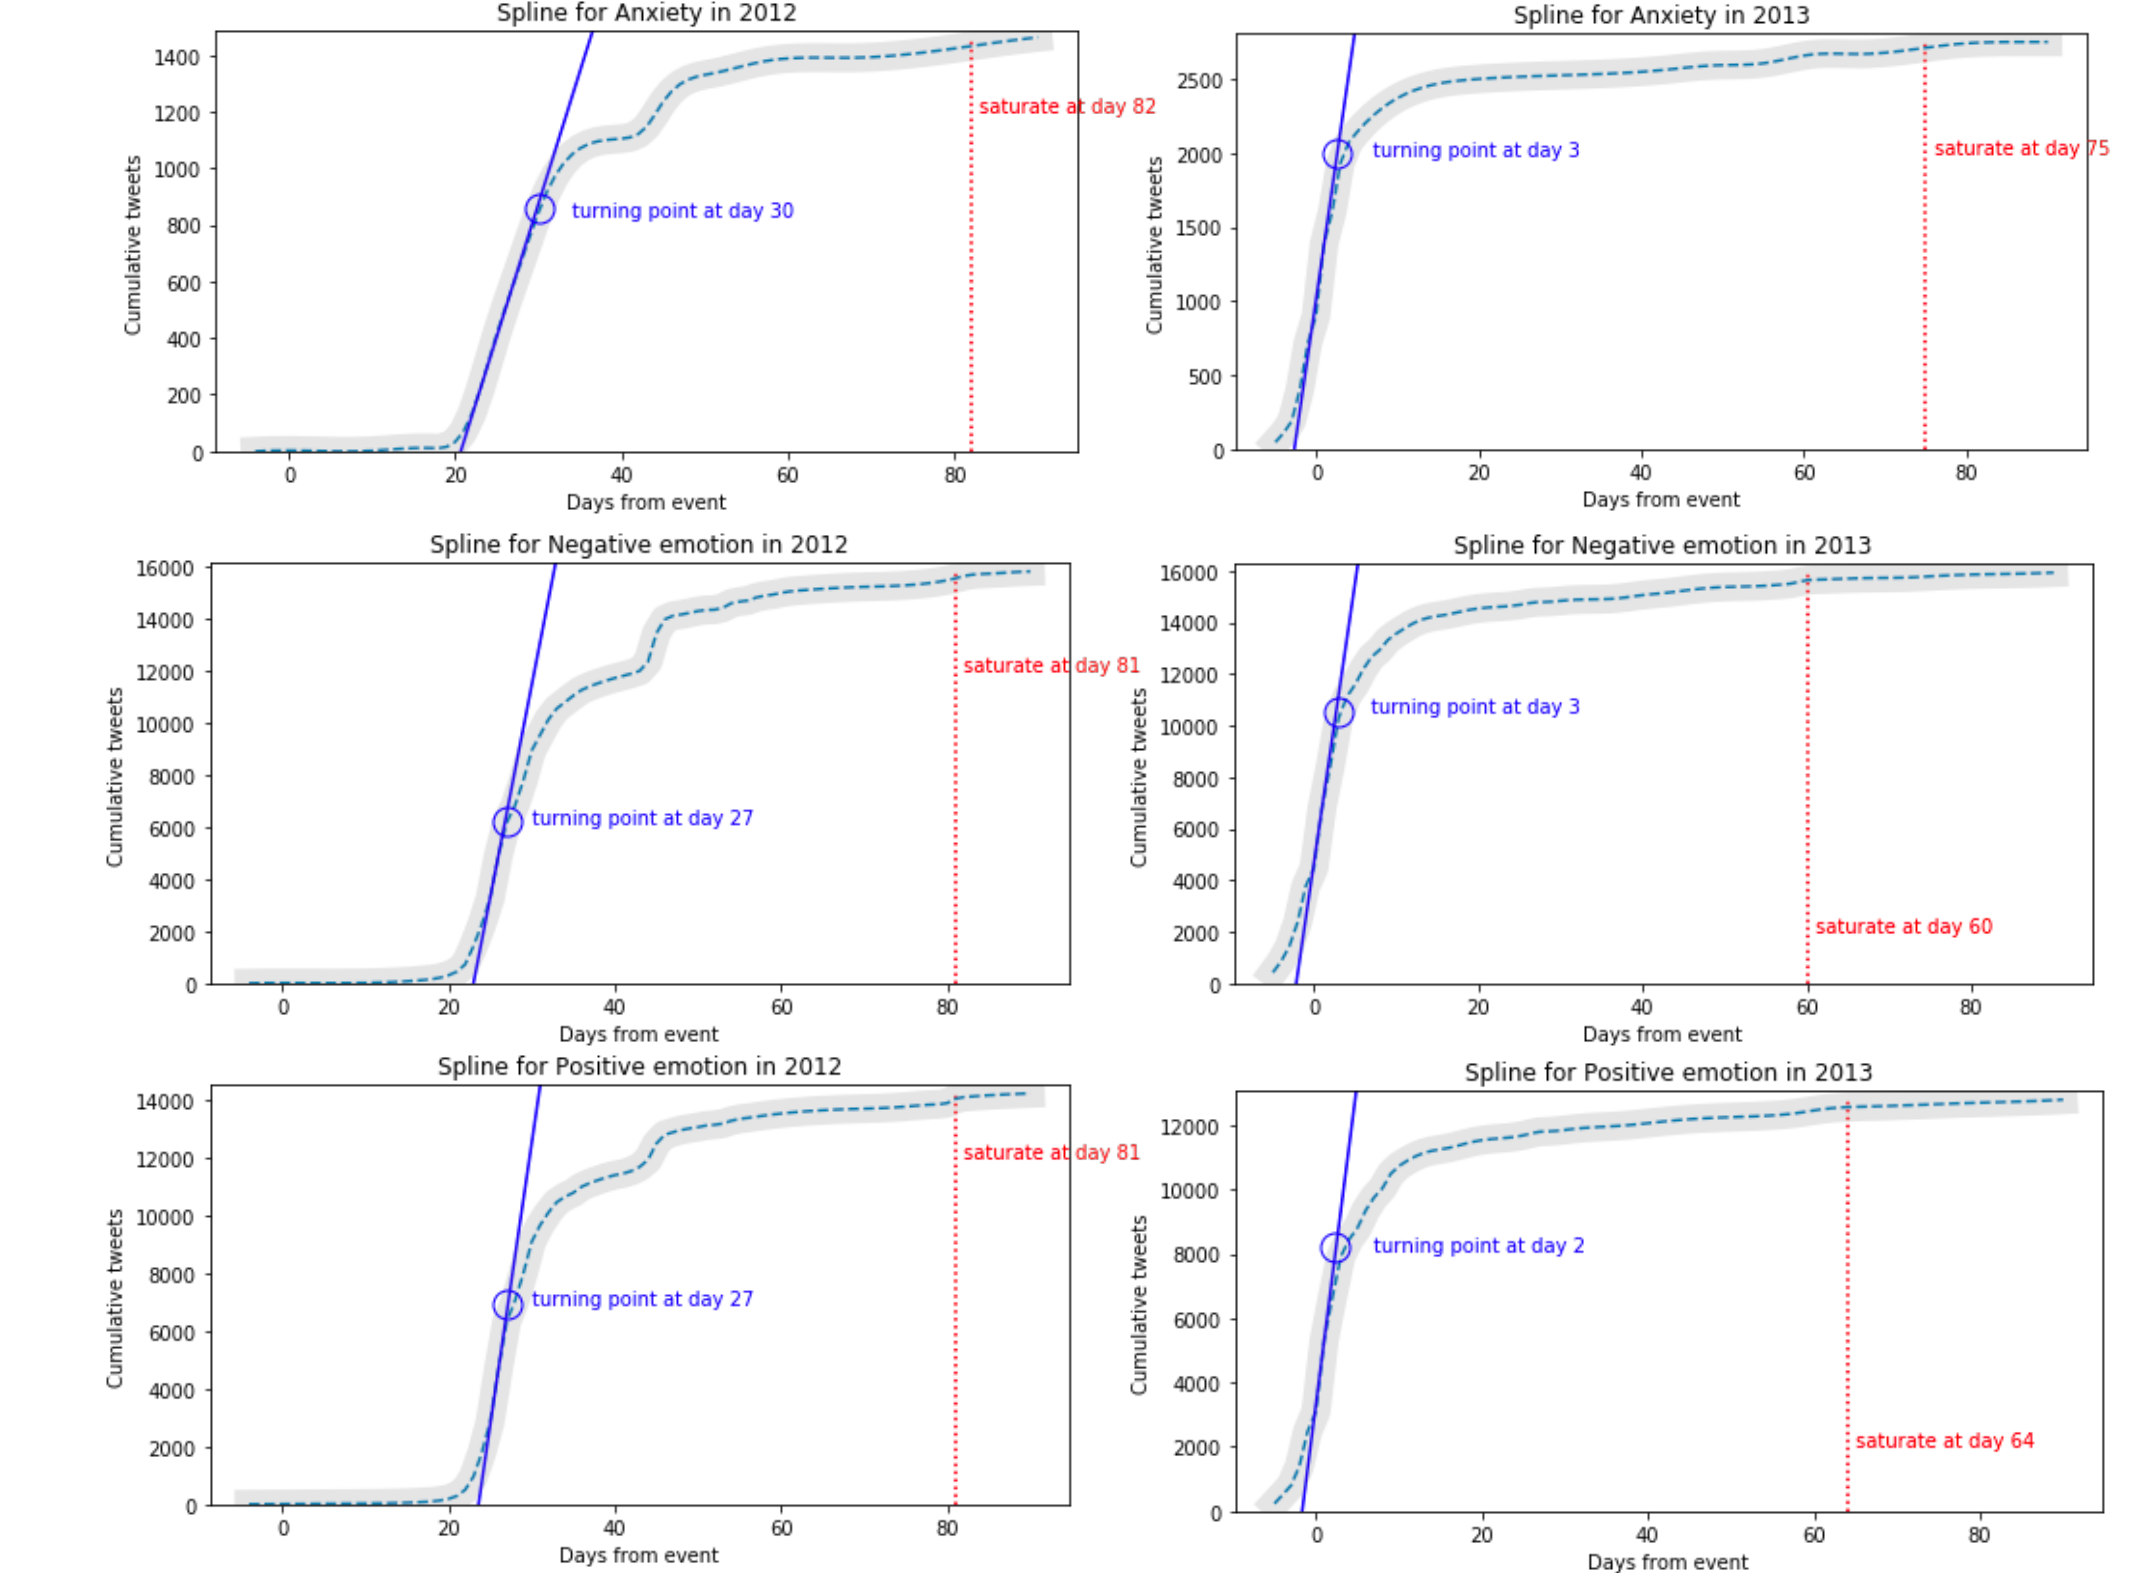 Spline for Anxiety in 2012
1400
1200
1000
800
600
400
200
0
Cumulative tweets
saturate at day 82
turning point at day 30
0 20 40 60 80
Days from event
Spline for Anxiety in 2013
2500
2000
1500
1000
500
0
Cumulative tweets
turning point at day 3
saturate at day 75
0 20 40 60 80
Days from event
Spline for Negative emotion in 2012
16000
14000
12000
10000
8000
6000
4000
2000
0
Cumulative tweets
saturate at day 81
turning point at day 27
0 20 40 60 80
Days from event
Spline for Negative emotion in 2013
16000
14000
12000
10000
8000
6000
4000
2000
0
Cumulative tweets
turning point at day 3
saturate at day 60
0 20 40 60 80
Days from event
Spline for Positive emotion in 2012
14000
12000
10000
8000
6000
4000
2000
0
Cumulative tweets
saturate at day 81
turning point at day 27
0 20 40 60 80
Days from event
Spline for Positive emotion in 2013
12000
10000
8000
6000
4000
2000
0
Cumulative tweets
turning point at day 2
saturate at day 64
0 20 40 60 80
Days from event